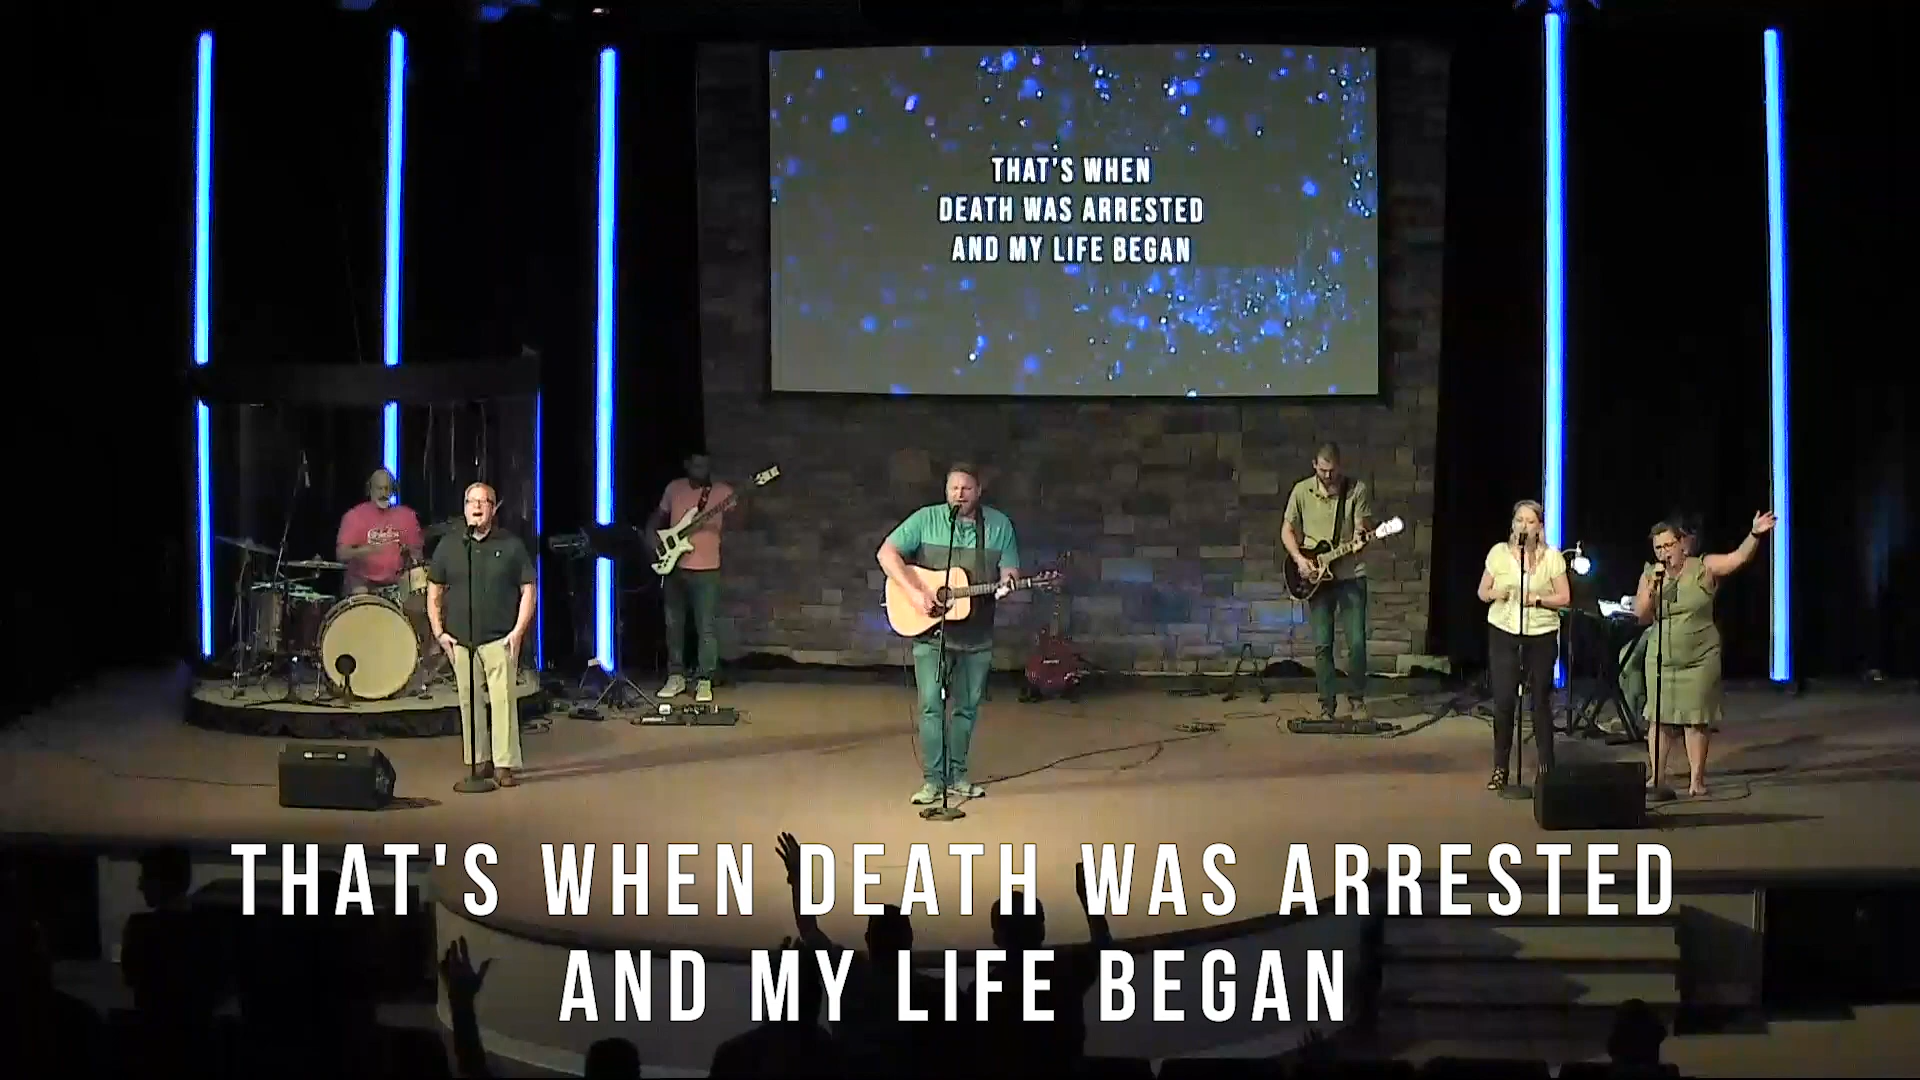 THAT'S WHEN
DEATH WAS ARRESTED
AND MY LIFE BEGAN
THAT'S WHEN DEATH WAS ARRESTED
AND MY LIFE BEGAN